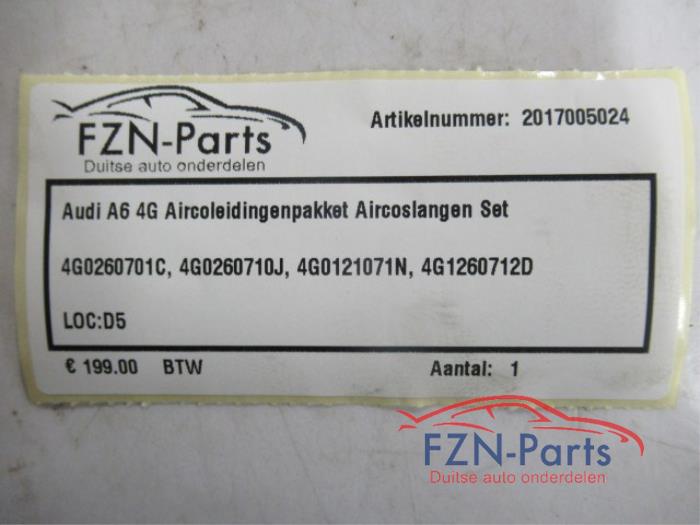 FZN-Parts
Duitse auto onderdelen
Artikelnummer: 2017005024
Audi A6 4G Aircoleidingenpakket Aircoslangen Set
4G0260701C, 4G0260710J, 4G0121071N, 4G1260712D
LOC:D5
€ 199.00 BTW Aantal: 1
FZN-Parts
Duitse auto onderdelen